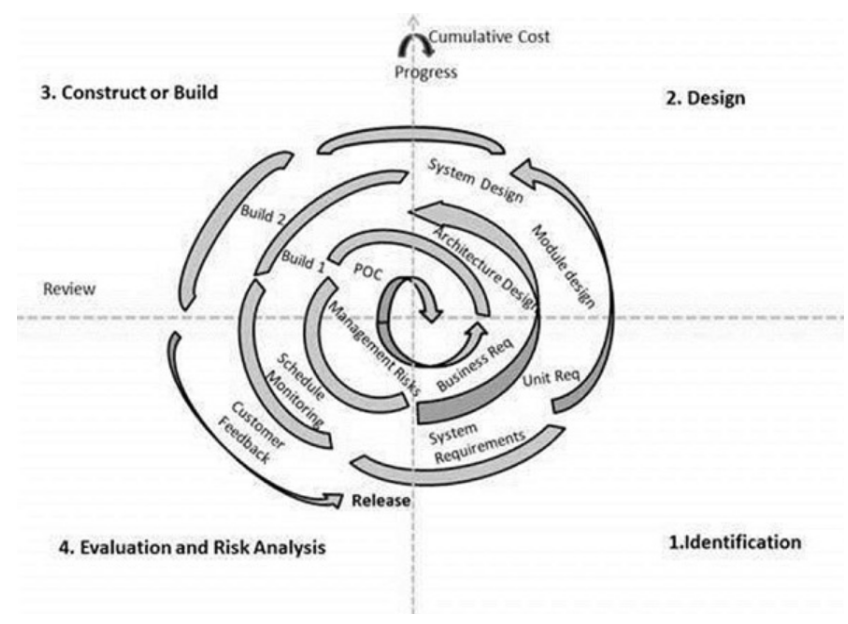 Cumulative Cost
Progress
3. Construct or Build
2. Design
System Design
Build 2
Architecture Design
Module design
Build 1
POC
Review
Management Risks
Business Req
Schedule
Monitoring
Unit Req
Customer
Feedback
System
Requirements
Release
4. Evaluation and Risk Analysis
1.Identification